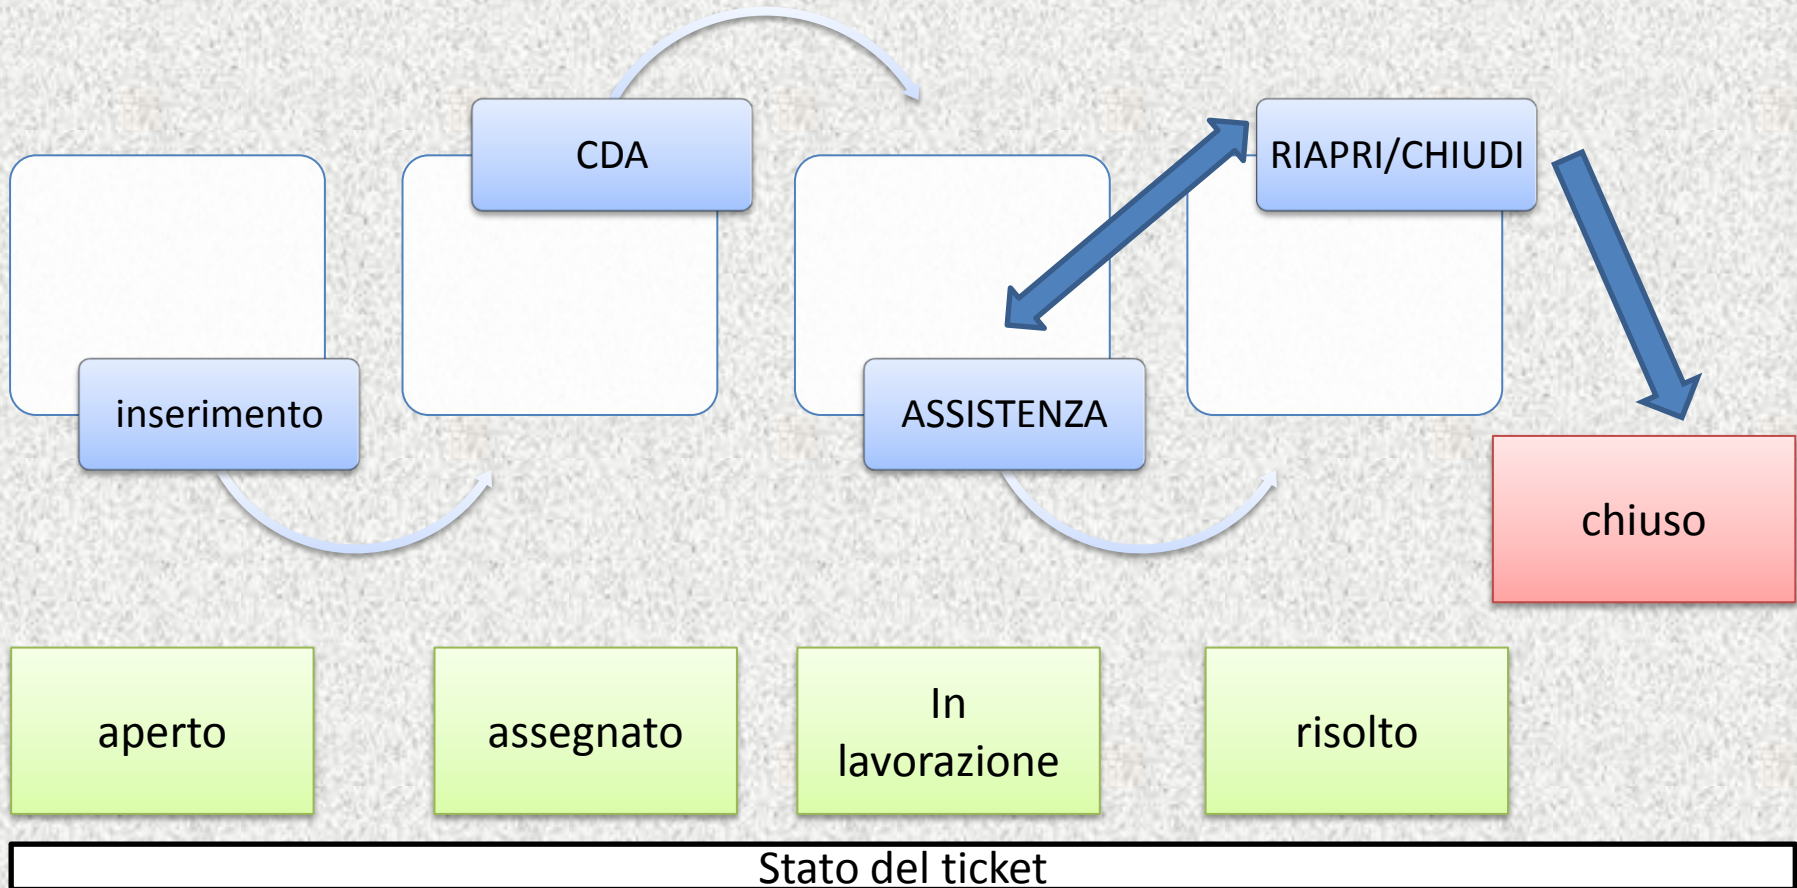 CDA
RIAPRI/CHIUDI
inserimento
ASSISTENZA
chiuso
aperto
assegnato
In
lavorazione
risolto
Stato del ticket